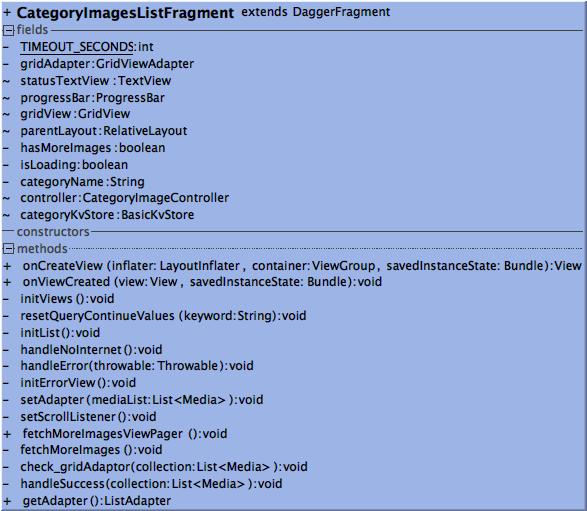 + CategoryImagesListFragment extends DaggerFragment
fields
- TIMEOUT_SECONDS:int
- gridAdapter:GridViewAdapter
~ statusTextView :TextView
~ progressBar:ProgressBar
~ gridView:GridView
~ parentLayout:RelativeLayout
- hasMoreImages :boolean
- isLoading:boolean
- categoryName:String
~ controller:CategoryImageController
~ categoryKvStore:BasicKvStore
constructors
methods
+ onCreateView (inflater: LayoutInflater , container:ViewGroup, savedInstanceState: Bundle):View
+ onViewCreated (view:View , savedInstanceState: Bundle):void
- initViews():void
- resetQueryContinueValues (keyword:String):void
- initList():void
- handleNoInternet():void
- handleError(throwable:Throwable):void
- initErrorView():void
- setAdapter(mediaList:List<Media>):void
- setScrollListener():void
+ fetchMoreImagesViewPager ():void
- fetchMoreImages():void
- check_gridAdaptor(collection:List<Media>):void
- handleSuccess(collection:List<Media>):void
+ getAdapter():ListAdapter